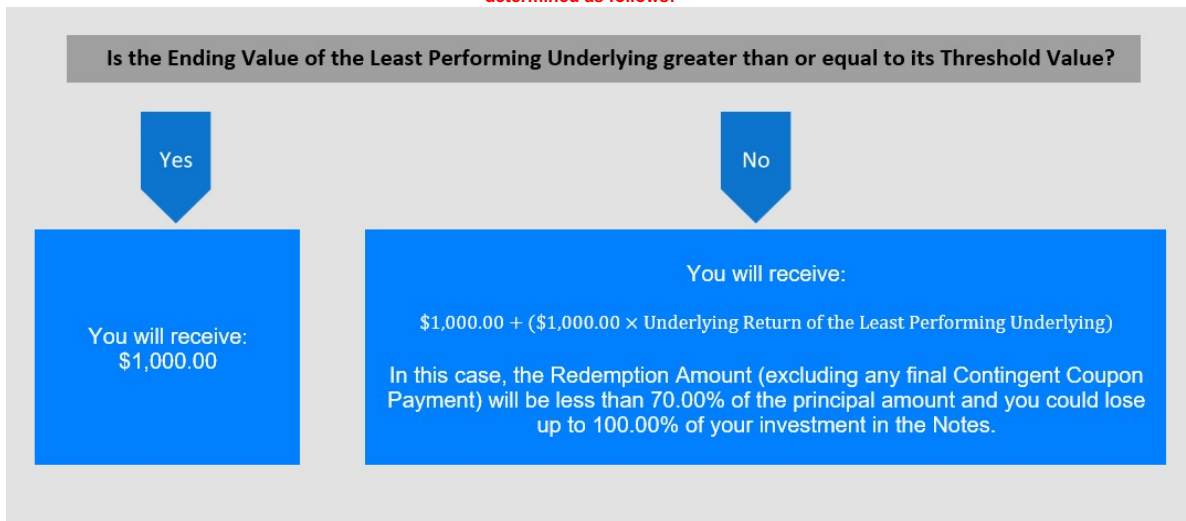 determined as follows:
Is the Ending Value of the Least Performing Underlying greater than or equal to its Threshold Value?
Yes
No
You will receive:
$1,000.00
You will receive:
$1,000.00 + ($1,000.00 × Underlying Return of the Least Performing Underlying)
In this case, the Redemption Amount (excluding any final Contingent Coupon
Payment) will be less than 70.00% of the principal amount and you could lose
up to 100.00% of your investment in the Notes.